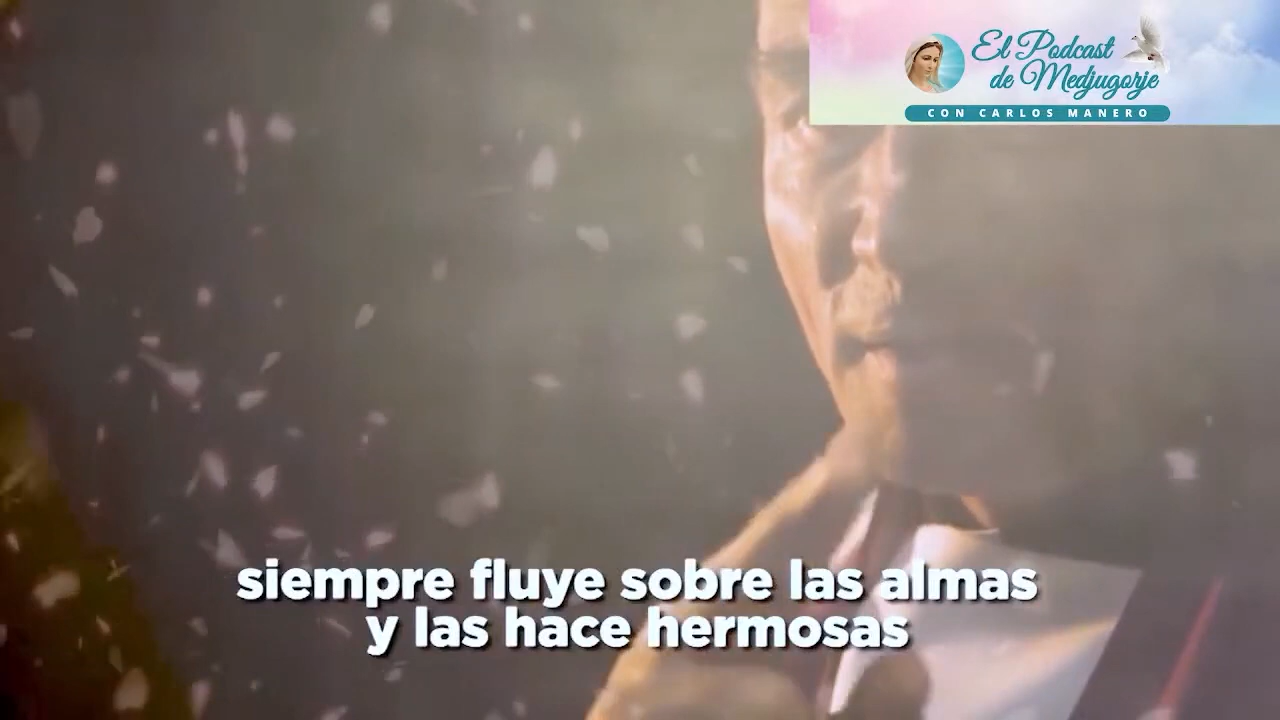 El Podcast
de Medjugorje
CON CARLOS MANERO
siempre fluye sobre las almas
y las hace hermosas